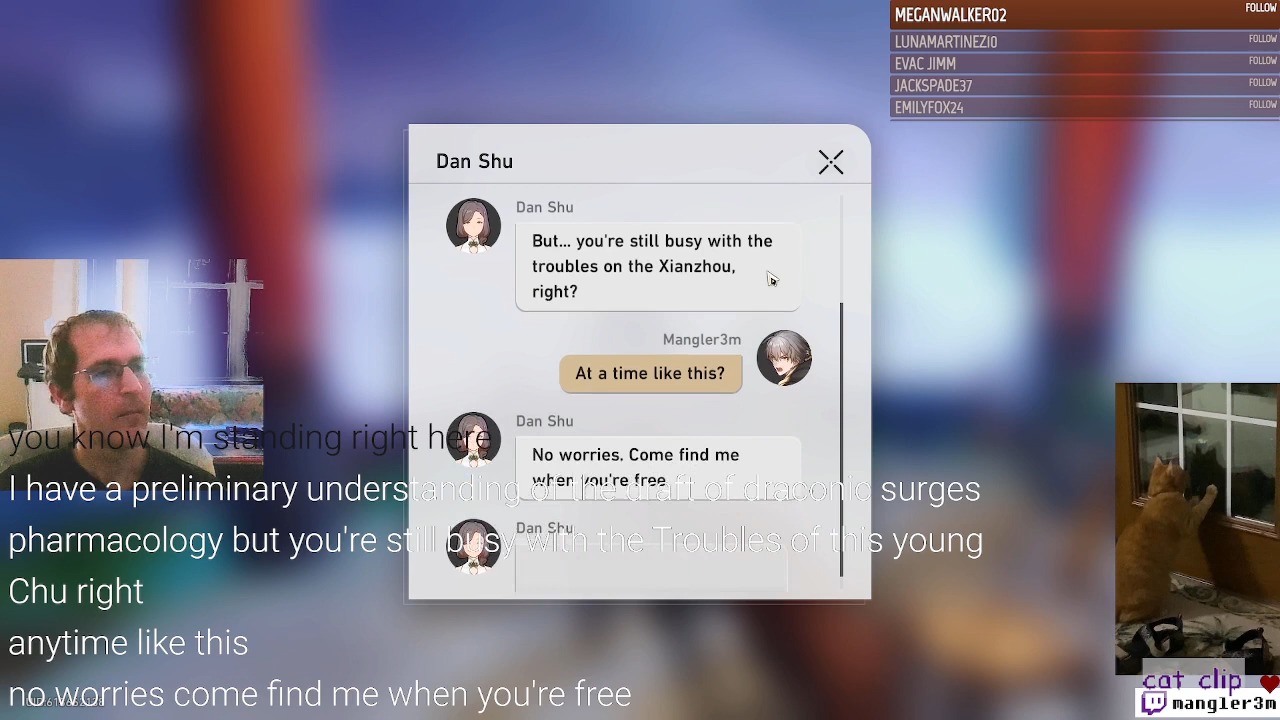 MEGANWALKER02 FOLLOW
LUNAMARTINEZ10 FOLLOW
EVAC JIMM FOLLOW
JACKSPADE37 FOLLOW
EMILYFOX24 FOLLOW
Dan Shu
Dan Shu
But... you're still busy with the
troubles on the Xianzhou,
right?
Mangler3m
At a time like this?
Dan Shu
No worries. Come find me
when you're free
Dan Shu
you know I'm standing right here
I have a preliminary understanding of the draft of draconic surges
pharmacology but you're still busy with the Troubles of this young
Chu right
anytime like this
no worries come find me when you're free
cat clip
mangler3m